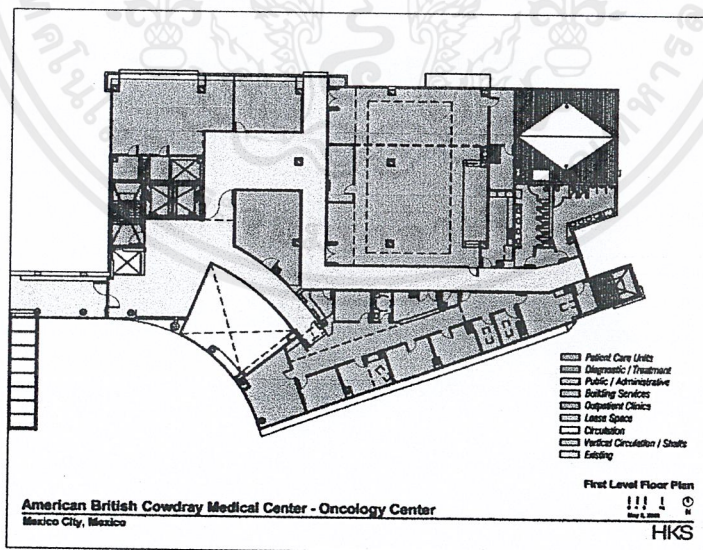 Patient Care Units
Diagnostic / Treatment
Public / Administrative
Building Services
Outpatient Clinics
Lease Space
Circulation
Vertical Circulation / Shafts
Existing
First Level Floor Plan
N
American British Cowdray Medical Center - Oncology Center
Mexico City, Mexico
HKS